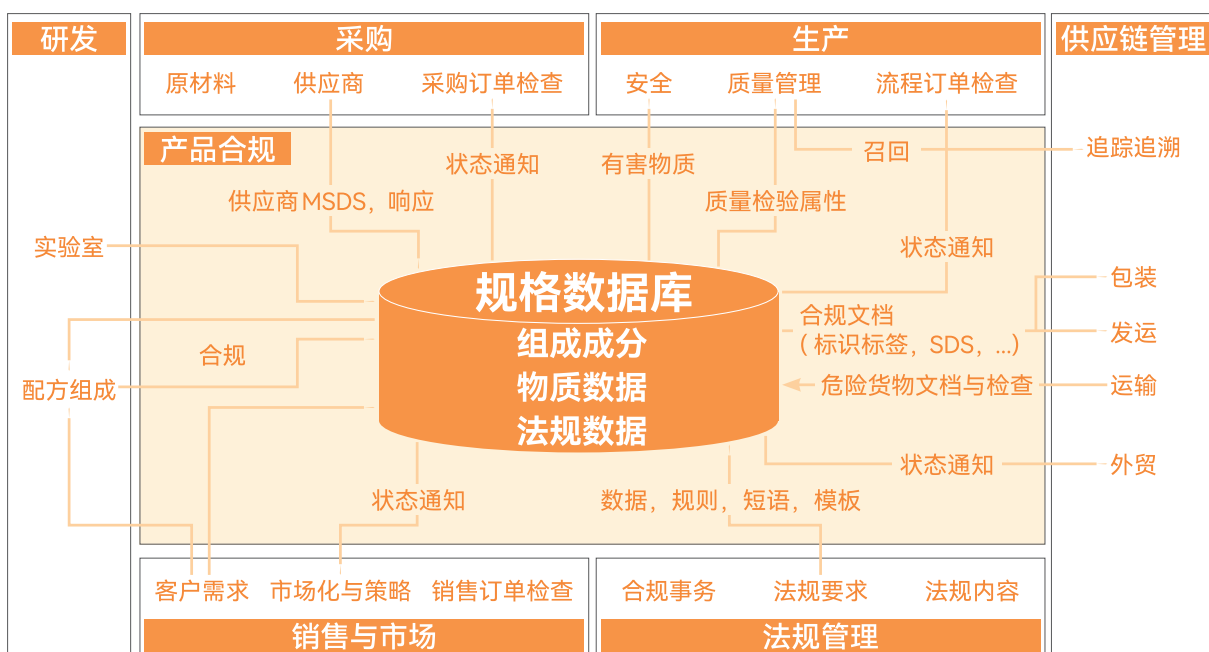 研发
采购
生产
供应链管理
原材料
供应商
采购订单检查
安全
质量管理
流程订单检查
产品合规
状态通知
有害物质
召回
追踪追溯
供应商MSDS，响应
质量检验属性
实验室
状态通知
规格数据库
包装
合规文档
(标识标签，SDS，...)
发运
组成成分
合规
物质数据
配方组成
危险货物文档与检查
运输
法规数据
状态通知
外贸
状态通知
数据，规则，短语，模板
客户需求
市场化与策略
销售订单检查
合规事务
法规要求
法规内容
销售与市场
法规管理